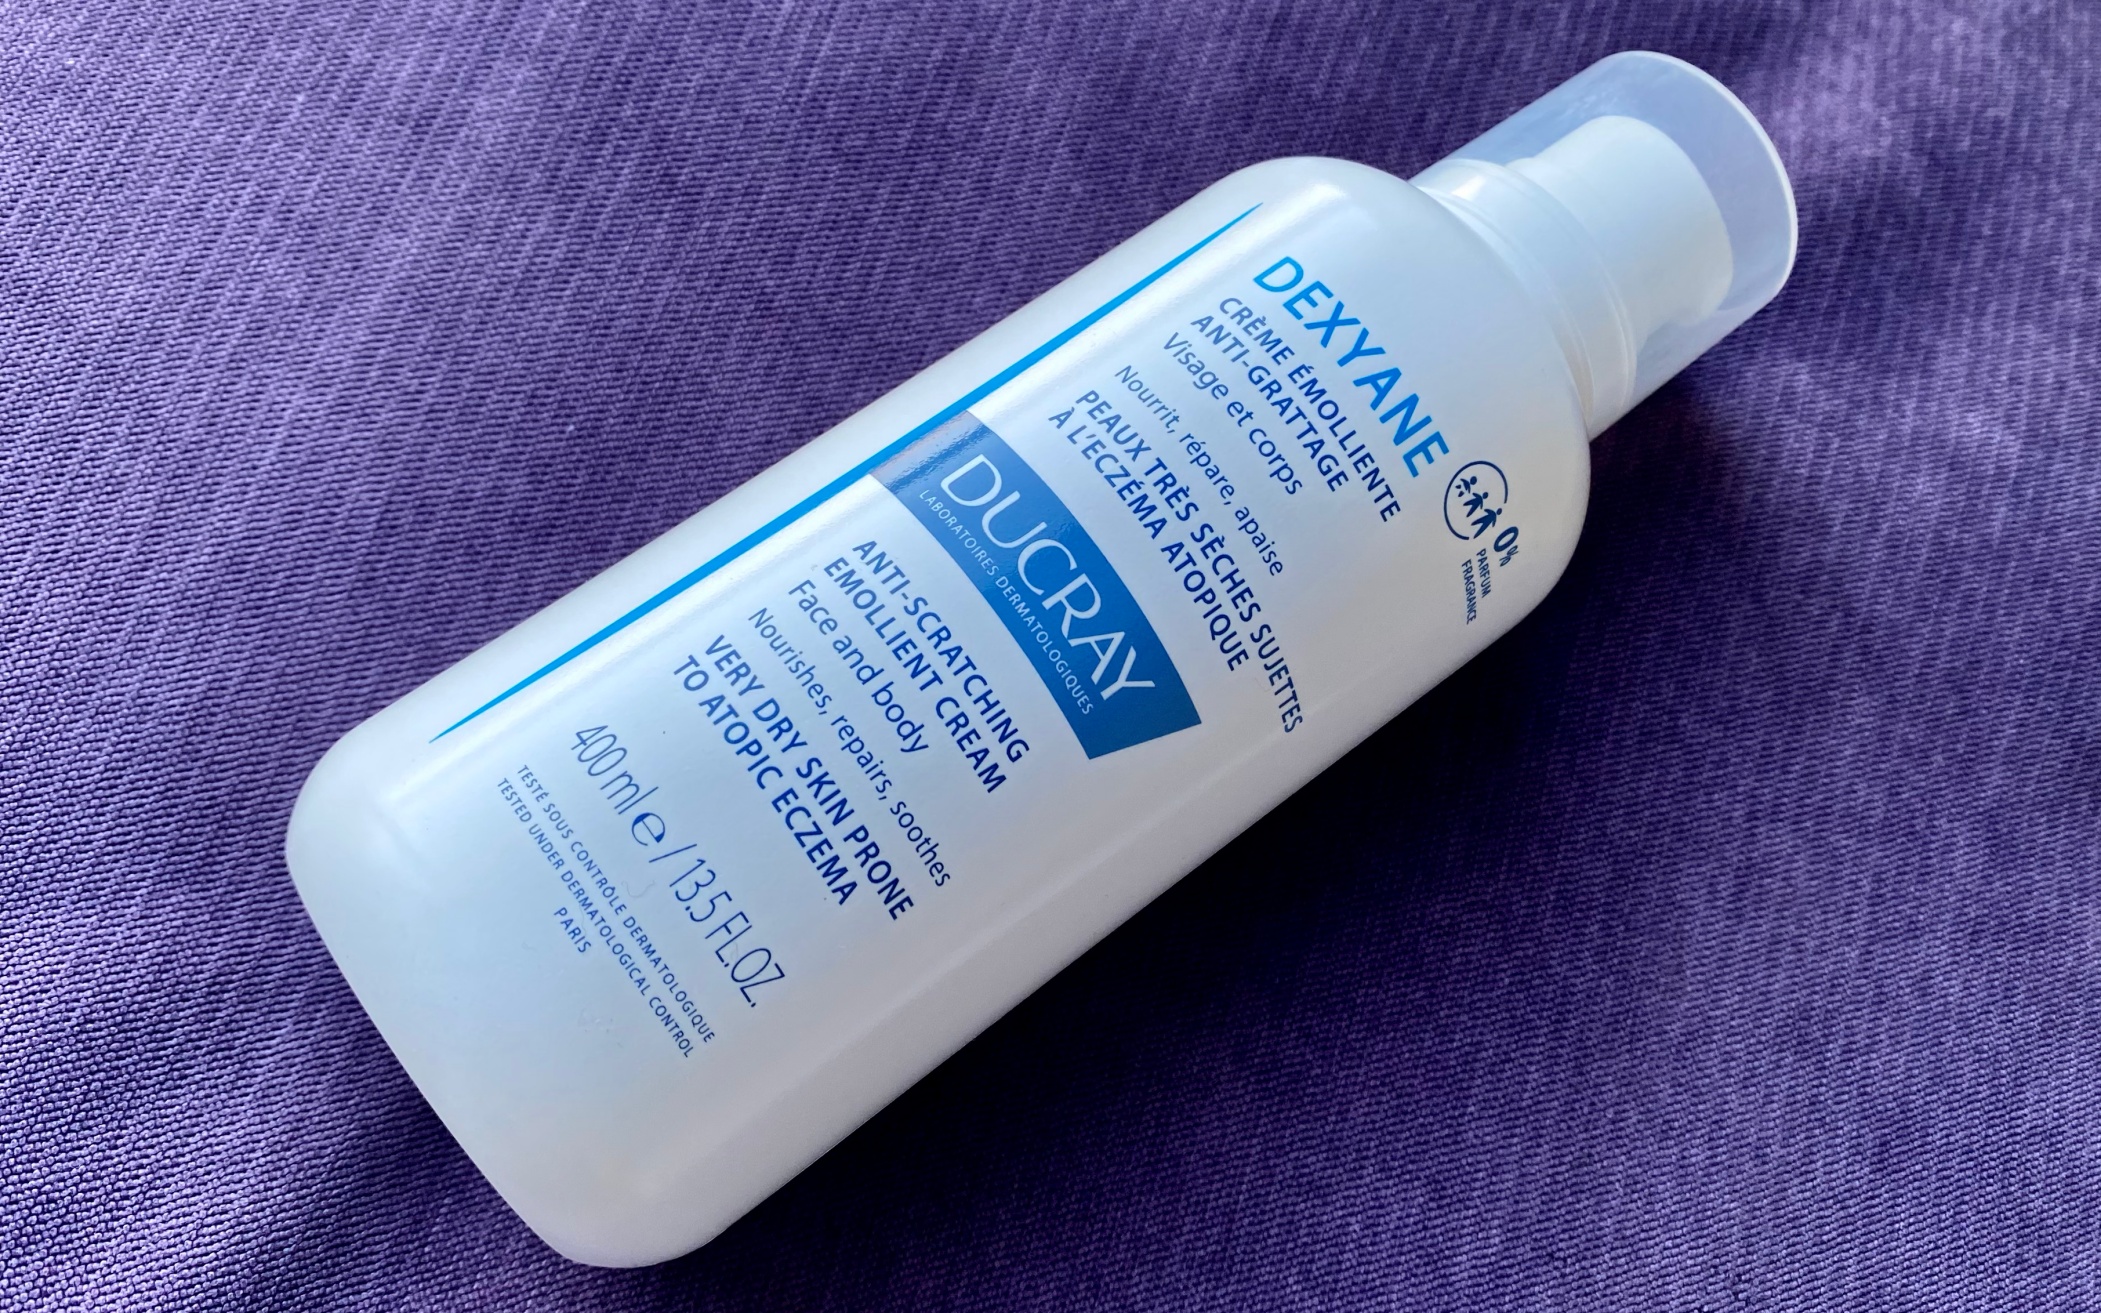 DEXYANE
CRÈME ÉMOLLIENTE
ANTI-GRATTAGE
Visage et corps
Nourrit, répare, apaise
PEAUX TRÈS SÈCHES SUJETTES
À L'ECZÉMA ATOPIQUE
0%
PARFUM
FRAGRANCE
DUCRAY
LABORATOIRES DERMATOLOGIQUES
ANTI-SCRATCHING
EMOLLIENT CREAM
Face and body
Nourishes, repairs, soothes
VERY DRY SKIN PRONE
TO ATOPIC ECZEMA
400 ml e / 13.5 FL.OZ.
TESTÉ SOUS CONTRÔLE DERMATOLOGIQUE
TESTED UNDER DERMATOLOGICAL CONTROL
PARIS